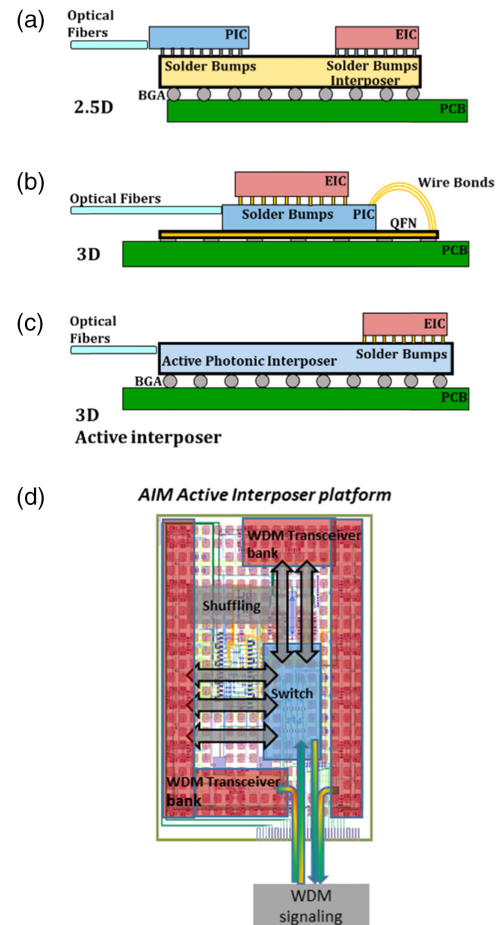 (a)
Optical
Fibers
PIC
EIC
Solder Bumps
Solder Bumps
Interposer
BGA
2.5D
PCB
(b)
EIC
Wire Bonds
Optical Fibers
Solder Bumps
PIC
QFN
3D
PCB
(c)
Optical
Fibers
EIC
Active Photonic Interposer
Solder Bumps
BGA
PCB
3D
Active interposer
(d)
AIM Active Interposer platform
WDM Transceiver
bank
Shuffling
Switch
WDM Transceiver
bank
WDM
signaling